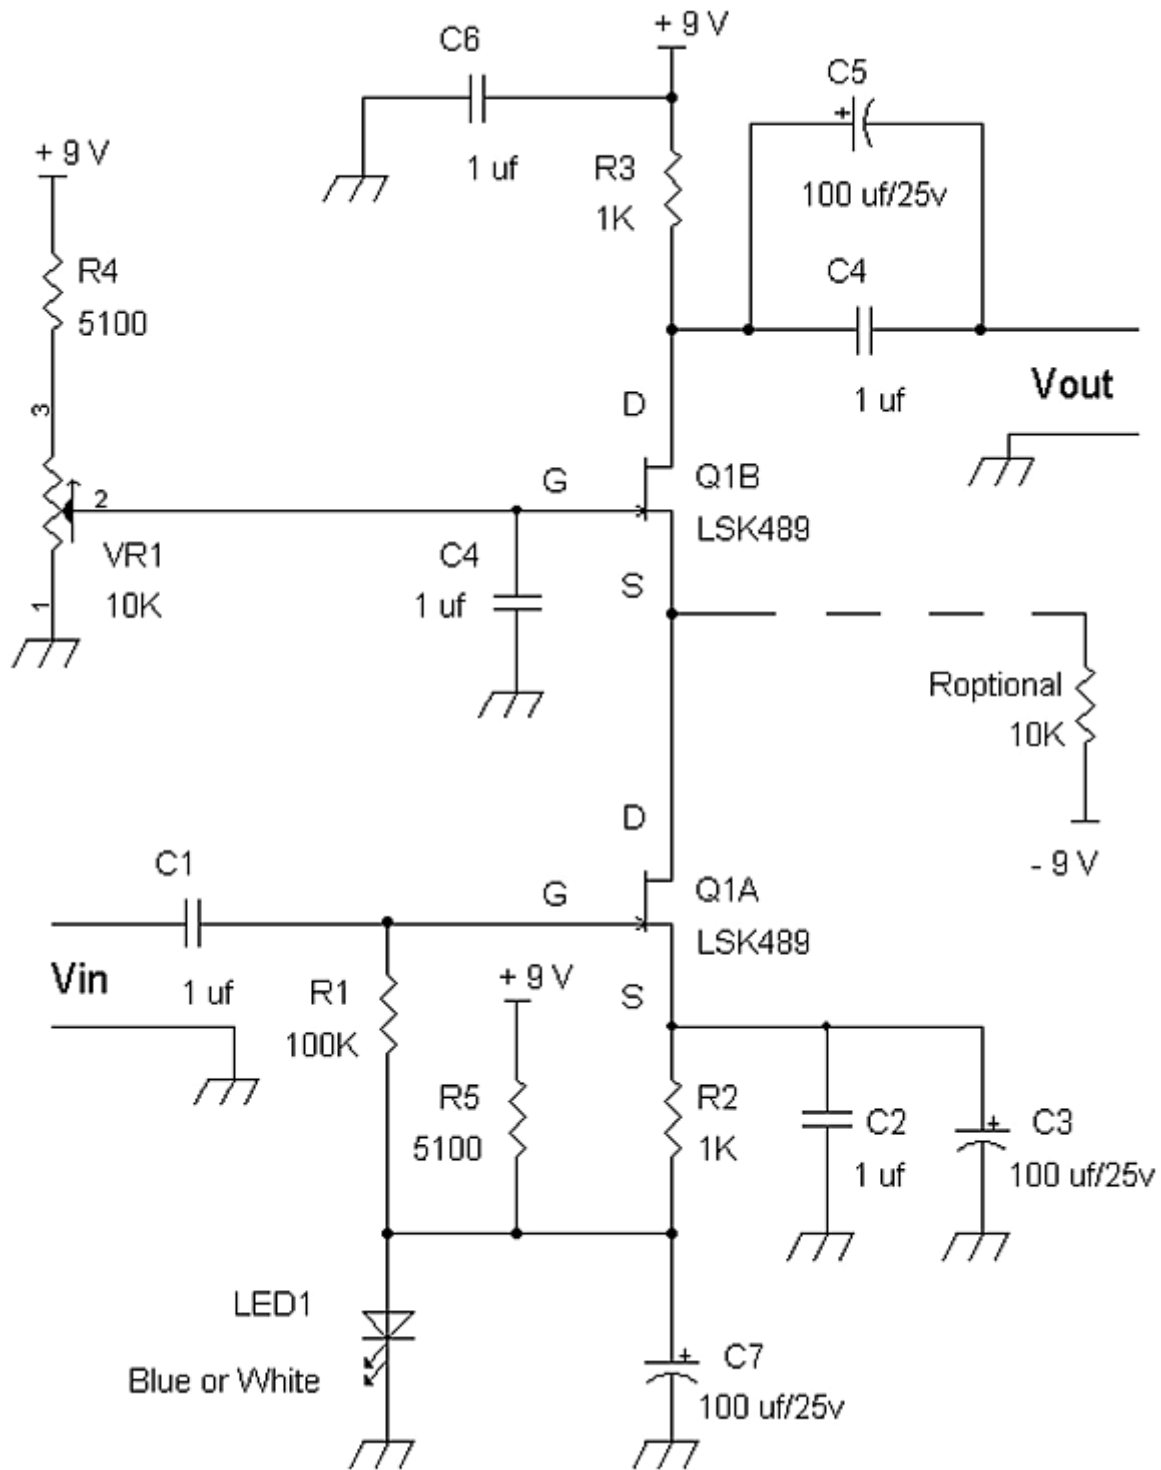 + 9 V
C6
1 uf
R3
1K
C5
+
100 uf/25v
C4
1 uf
Vout
+ 9 V
R4
5100
3
2
1
VR1
10K
G
D
S
Q1B
LSK489
C4
1 uf
Roptional
10K
- 9 V
D
G
S
Q1A
LSK489
C1
1 uf
Vin
R1
100K
+ 9 V
R5
5100
R2
1K
C2
1 uf
+
C3
100 uf/25v
LED1
Blue or White
+
C7
100 uf/25v